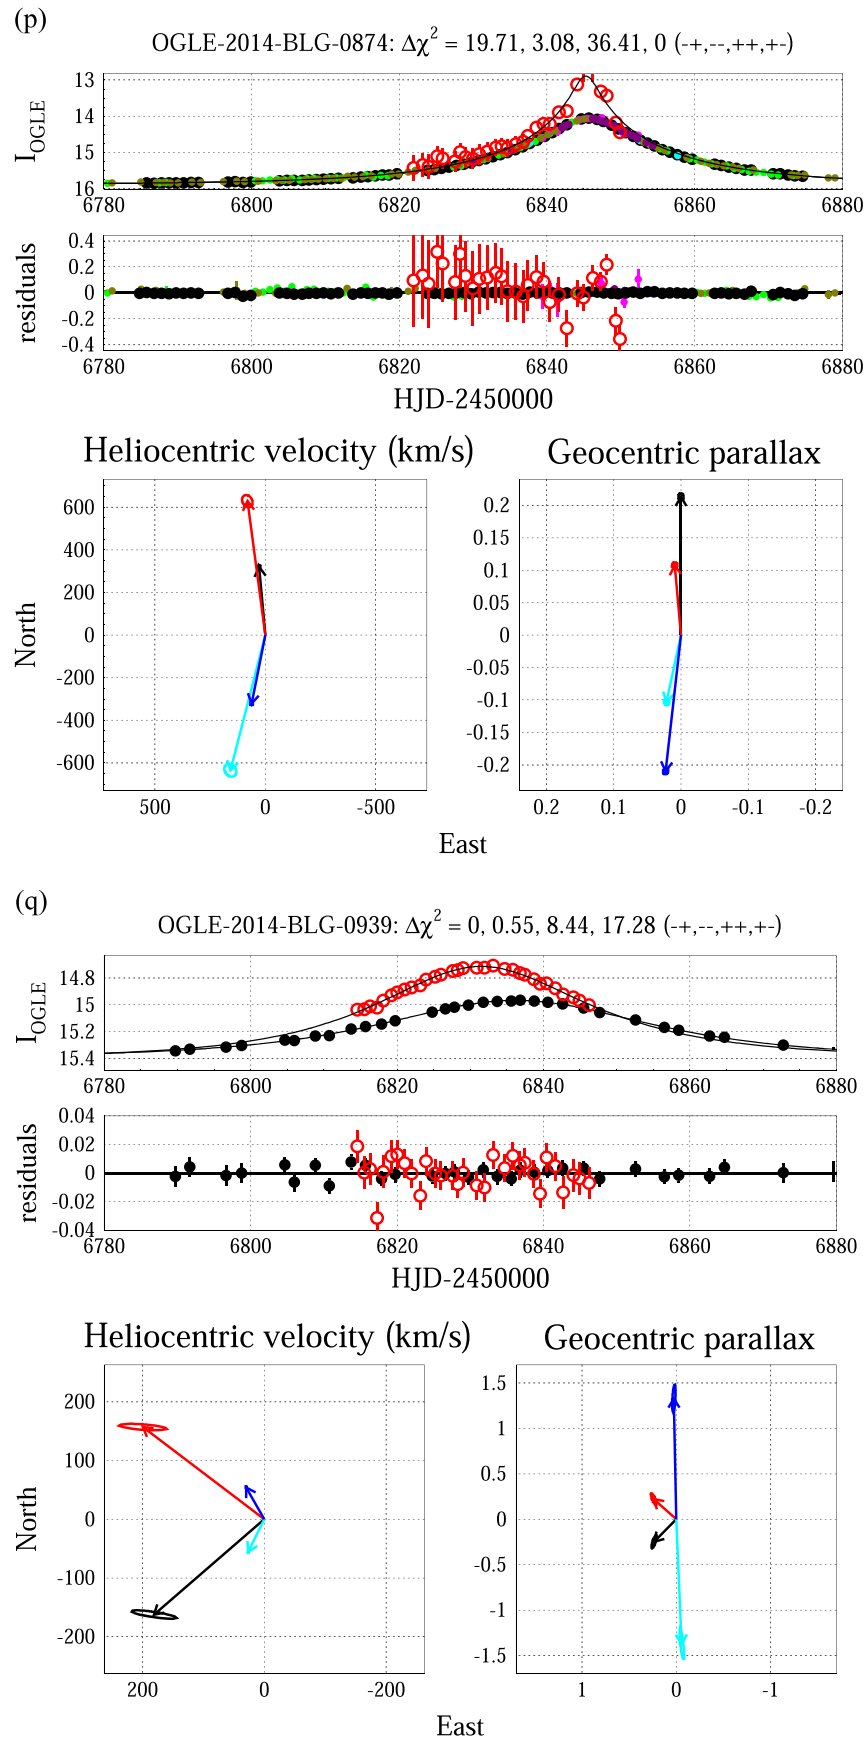 (p)
OGLE-2014-BLG-0874: Δχ² = 19.71, 3.08, 36.41, 0 (-+,--,++,+-)
I_OGLE
13
14
15
16
6780 6800 6820 6840 6860 6880
residuals
0.4
0.2
0
-0.2
-0.4
6780 6800 6820 6840 6860 6880
HJD-2450000
Heliocentric velocity (km/s) Geocentric parallax
North
600
400
200
0
-200
-400
-600
500 0 -500
0.2
0.15
0.1
0.05
0
-0.05
-0.1
-0.15
-0.2
0.2 0.1 0 -0.1 -0.2
East
(q)
OGLE-2014-BLG-0939: Δχ² = 0, 0.55, 8.44, 17.28 (-+,--,++,+-)
I_OGLE
14.8
15
15.2
15.4
6780 6800 6820 6840 6860 6880
residuals
0.04
0.02
0
-0.02
-0.04
6780 6800 6820 6840 6860 6880
HJD-2450000
Heliocentric velocity (km/s) Geocentric parallax
North
200
100
0
-100
-200
200 0 -200
1.5
1
0.5
0
-0.5
-1
-1.5
1 0 -1
East